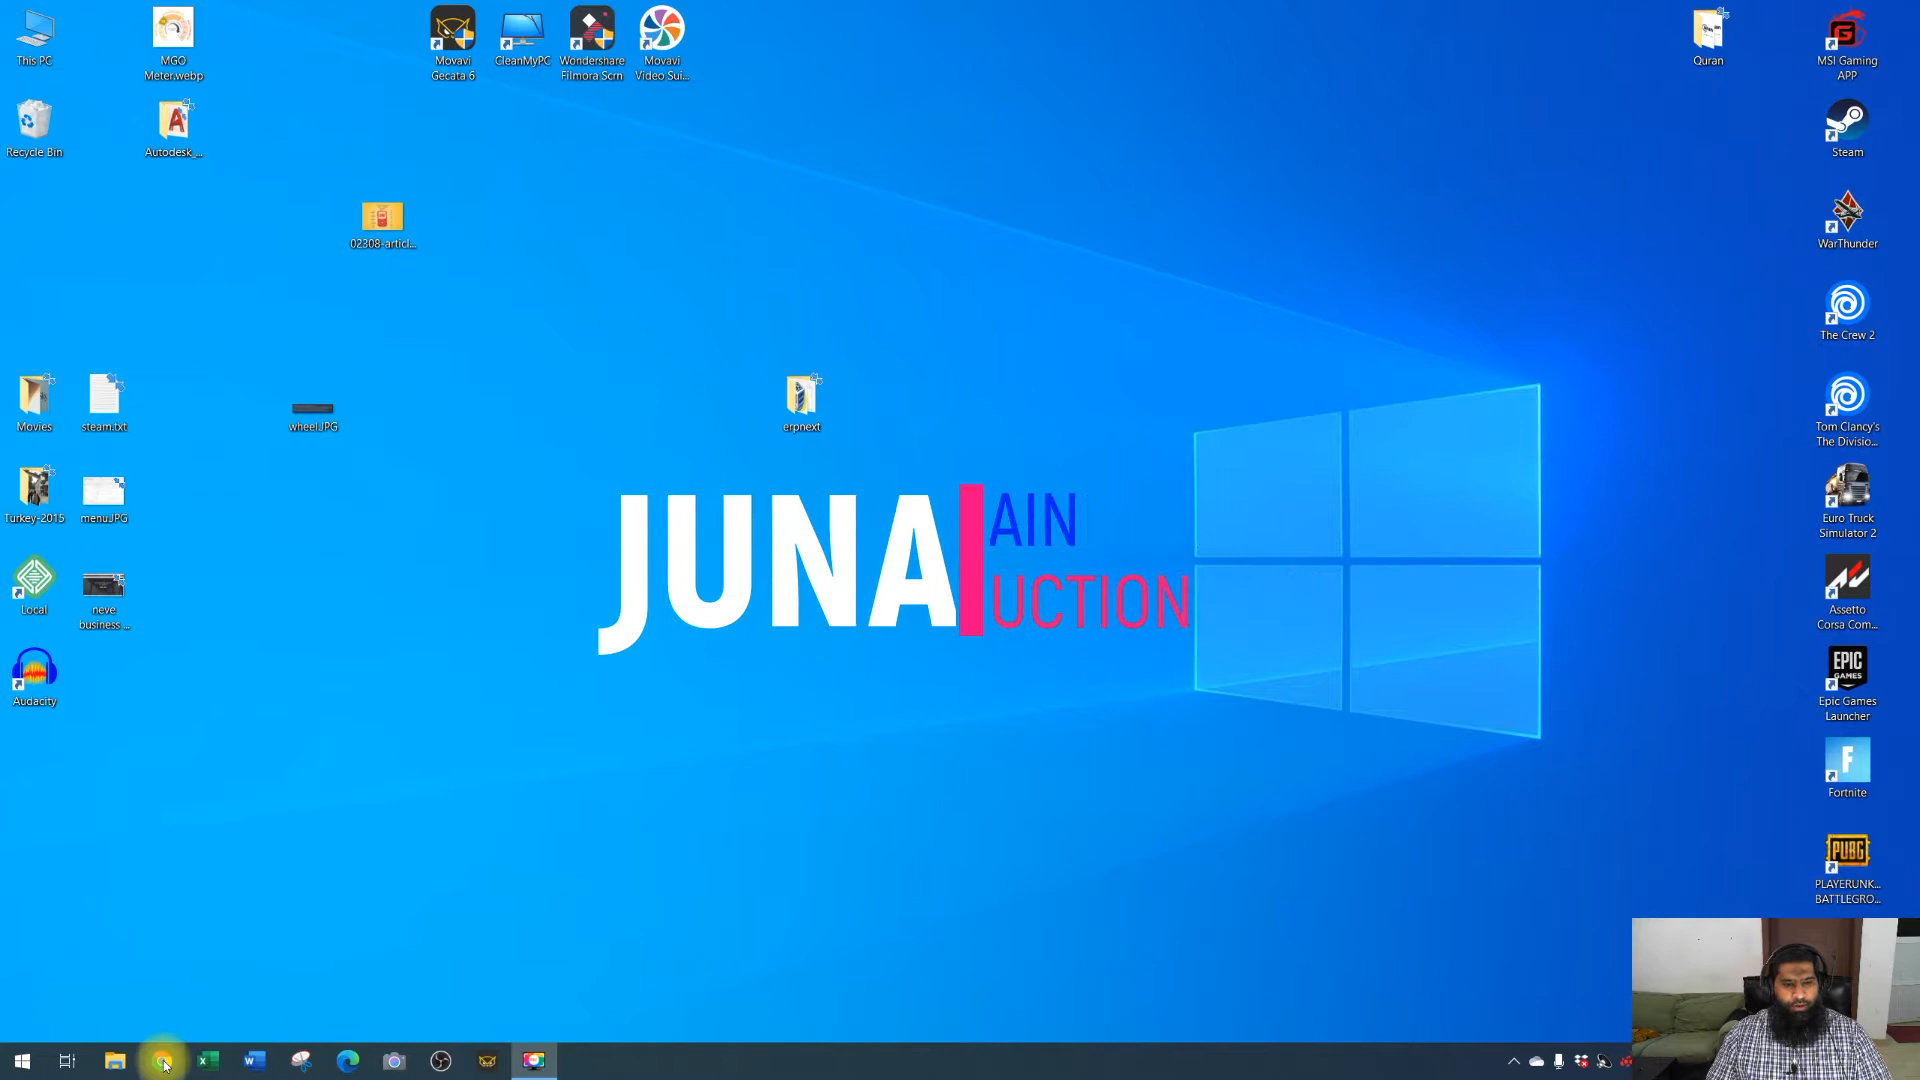 This PC
MGO
Meter.webp
Movavi
Gecata 6
CleanMyPC
Wondershare
Filmora Scrn
Movavi
Video Sui...
Quran
MSI Gaming
APP
Recycle Bin
Autodesk_...
Steam
02308-articl...
WarThunder
The Crew 2
Movies
steam.txt
wheel.JPG
erpnext
Tom Clancy's
The Divisio...
Turkey-2015
menu.JPG
Euro Truck
Simulator 2
JUNA
AIN
UCTION
Local
neve
business ...
Assetto
Corsa Com...
Audacity
EPIC
GAMES
Epic Games
Launcher
F
Fortnite
PUBG
PLAYERUNK...
BATTLEGRO...